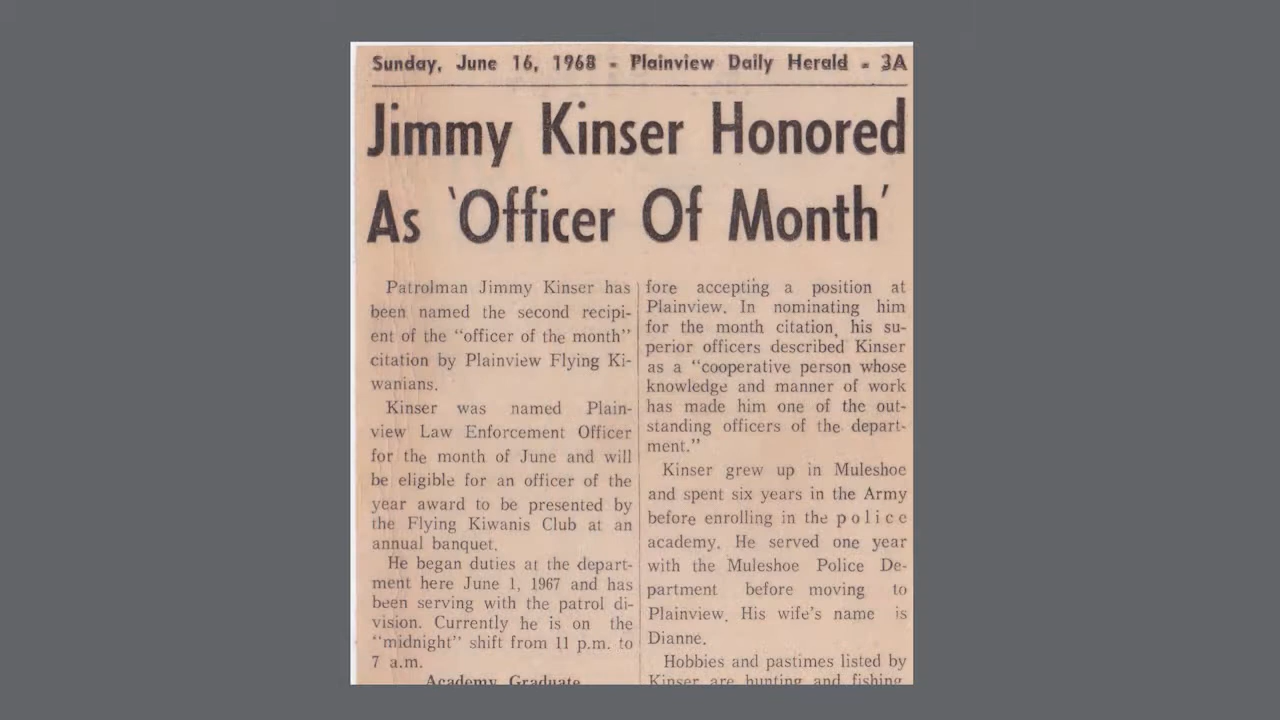 Sunday, June 16, 1968 - Plainview Daily Herald - 3A
Jimmy Kinser Honored
As 'Officer Of Month'
Patrolman Jimmy Kinser has
been named the second recipi-
ent of the "officer of the month"
citation by Plainview Flying Ki-
wanians.
Kinser was named Plain-
view Law Enforcement Officer
for the month of June and will
be eligible for an officer of the
year award to be presented by
the Flying Kiwanis Club at an
annual banquet.
He began duties at the depart-
ment here June 1, 1967 and has
been serving with the patrol di-
vision. Currently he is on the
"midnight" shift from 11 p.m. to
7 a.m.
Academy Graduate
fore accepting a position at
Plainview. In nominating him
for the month citation, his su-
perior officers described Kinser
as a "cooperative person whose
knowledge and manner of work
has made him one of the out-
standing officers of the depart-
ment."
Kinser grew up in Muleshoe
and spent six years in the Army
before enrolling in the police
academy. He served one year
with the Muleshoe Police De-
partment before moving to
Plainview. His wife's name is
Dianne.
Hobbies and pastimes listed by
Kinser are hunting and fishing.